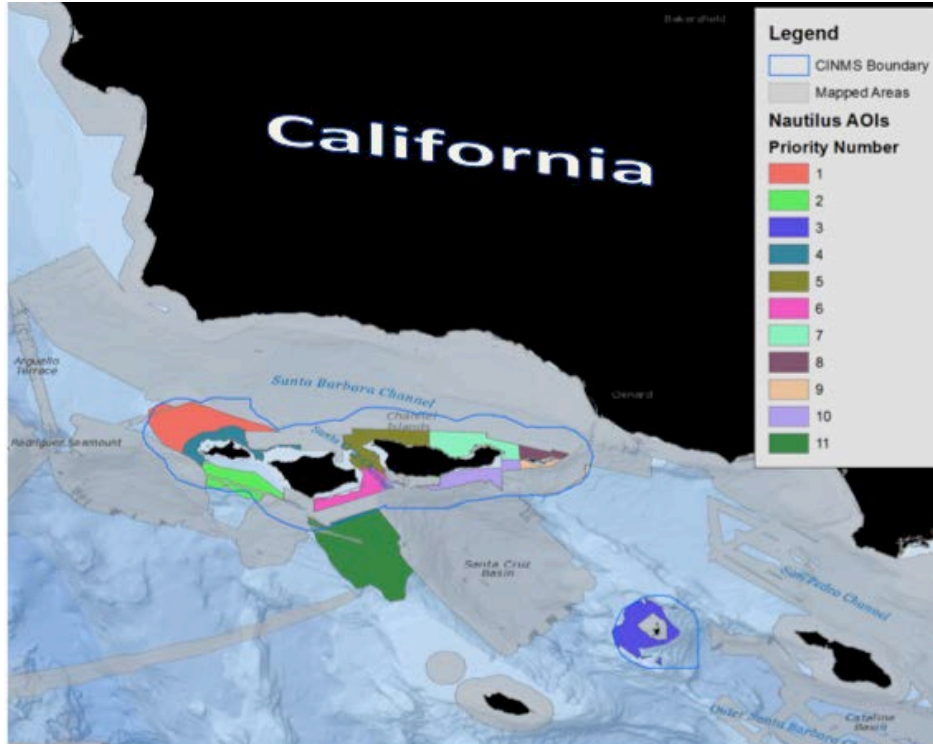 Bakersfield
Legend
CINMS Boundary
Mapped Areas
Nautilus AOIs
Priority Number
1
2
3
4
5
6
7
8
9
10
11
California
Oxnard
Arguello
Terrace
Santa Barbara Channel
Channel
Islands
Rodriguez Seamount
Santa
Santa Cruz
Basin
San Pedro Channel
Catalina
Basin
Outer Santa Barbara